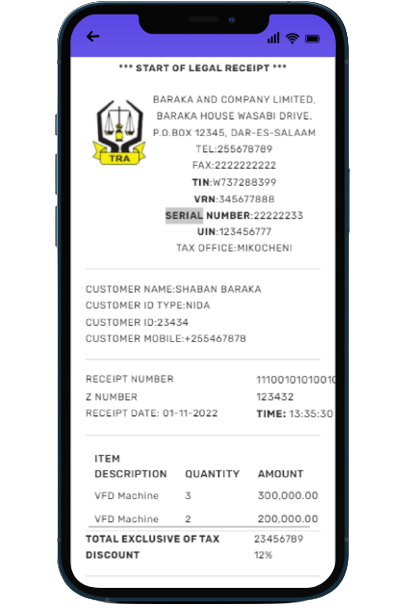 *** START OF LEGAL RECEIPT ***
BARAKA AND COMPANY LIMITED,
BARAKA HOUSE WASABI DRIVE.
P.O.BOX 12345, DAR-ES-SALAAM
TEL:255678789
FAX:2222222222
TIN:W737288399
VRN:345677888
SERIAL NUMBER:22222233
UIN:123456777
TAX OFFICE:MIKOCHENI
TRA
CUSTOMER NAME:SHABAN BARAKA
CUSTOMER ID TYPE:NIDA
CUSTOMER ID:23434
CUSTOMER MOBILE:+255467878
RECEIPT NUMBER 11100101010010
Z NUMBER 123432
RECEIPT DATE: 01-11-2022 TIME: 13:35:30
ITEM
DESCRIPTION QUANTITY AMOUNT
VFD Machine 3 300,000.00
VFD Machine 2 200,000.00
TOTAL EXCLUSIVE OF TAX 23456789
DISCOUNT 12%